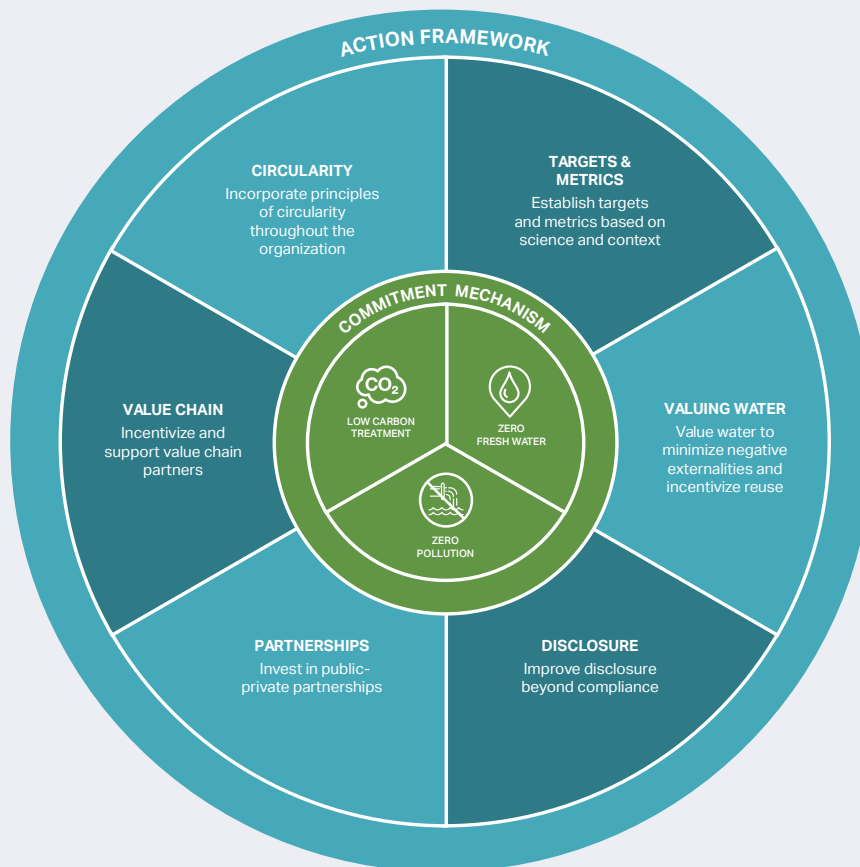 ACTION FRAMEWORK
CIRCULARITY
Incorporate principles
of circularity
throughout the
organization
TARGETS &
METRICS
Establish targets
and metrics based on
science and context
COMMITMENT MECHANISM
CO₂
LOW CARBON
TREATMENT
ZERO
FRESH WATER
ZERO
POLLUTION
VALUE CHAIN
Incentivize and
support value chain
partners
VALUING WATER
Value water to
minimize negative
externalities and
incentivize reuse
PARTNERSHIPS
Invest in public-
private partnerships
DISCLOSURE
Improve disclosure
beyond compliance